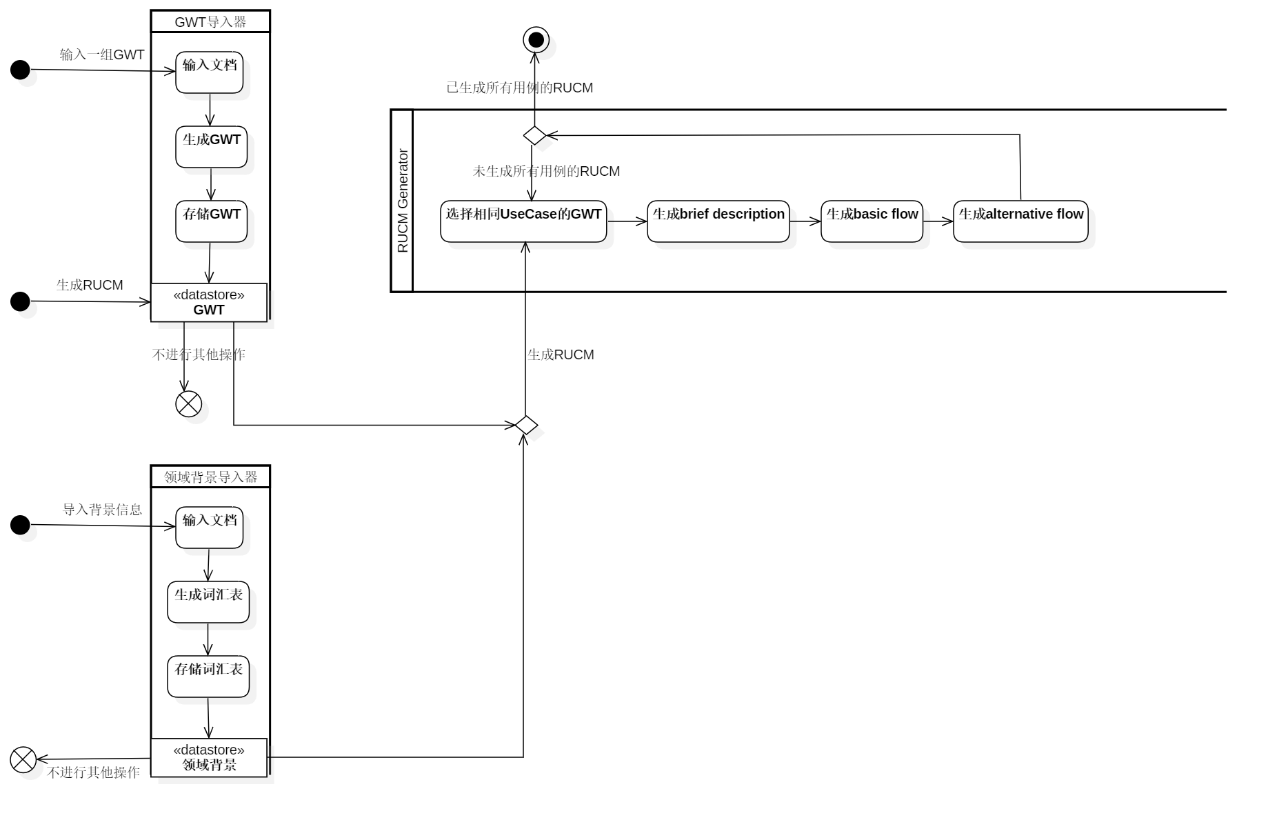 GWT导入器
输入一组GWT
输入文档
生成GWT
存储GWT
生成RUCM
«datastore»
GWT
不进行其他操作
己生成所有用例的RUCM
RUCM Generator
未生成所有用例的RUCM
选择相同UseCase的GWT
生成brief description
生成basic flow
生成alternative flow
生成RUCM
领域背景导入器
导入背景信息
输入文档
生成词汇表
存储词汇表
«datastore»
领域背景
不进行其他操作